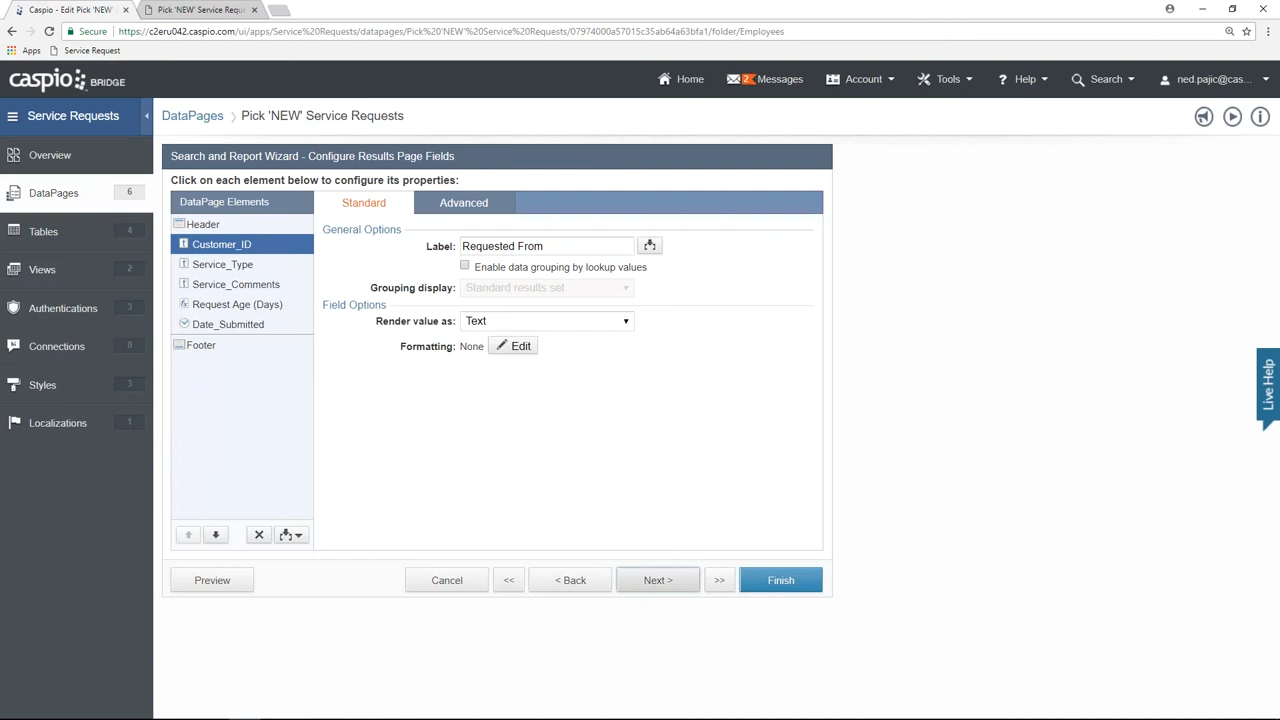 Caspio - Edit Pick 'NEW'
Pick 'NEW' Service Requ
Secure
https://c2eru042.caspio.com/ui/apps/Service%20Requests/datapages/Pick%20'NEW'%20Service%20Requests/07974000a57015c35ab64a63bfa1/folder/Employees
Apps
Service Request
caspio BRIDGE
Home
2
Messages
Account
Tools
? Help
Search
ned.pajic@cas...
Service Requests
DataPages
Pick 'NEW' Service Requests
Overview
DataPages 6
Tables 4
Views 2
Authentications 3
Connections 0
Styles 3
Localizations 1
Search and Report Wizard - Configure Results Page Fields
Click on each element below to configure its properties:
DataPage Elements
Standard
Advanced
Header
Customer_ID
Service_Type
Service_Comments
Request Age (Days)
Date_Submitted
Footer
General Options
Label: Requested From
Enable data grouping by lookup values
Grouping display: Standard results set
Field Options
Render value as: Text
Formatting: None Edit
Preview
Cancel
<<
< Back
Next >
>>
Finish
Live Help